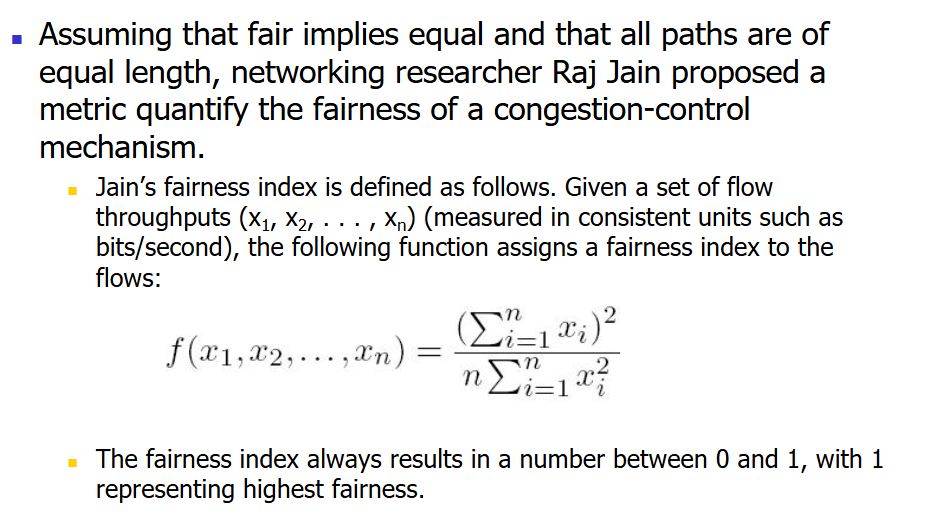 ▪ Assuming that fair implies equal and that all paths are of
equal length, networking researcher Raj Jain proposed a
metric quantify the fairness of a congestion-control
mechanism.
▪ Jain’s fairness index is defined as follows. Given a set of flow
throughputs (x₁, x₂, . . . , xₙ) (measured in consistent units such as
bits/second), the following function assigns a fairness index to the
flows:
f(x₁, x₂, . . . , xₙ) = (∑ⁿᵢ₌₁ xᵢ)² / n ∑ⁿᵢ₌₁ xᵢ²
▪ The fairness index always results in a number between 0 and 1, with 1
representing highest fairness.